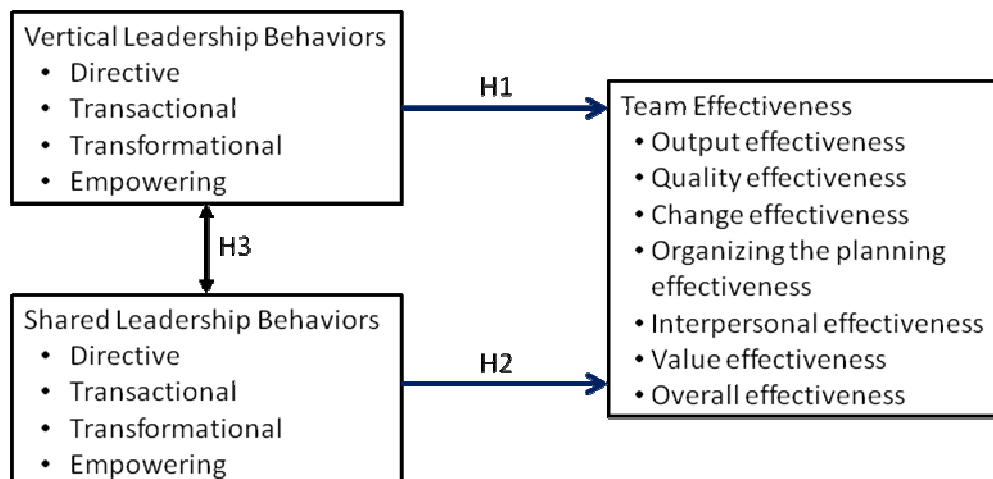 Vertical Leadership Behaviors
• Directive
• Transactional
• Transformational
• Empowering
H1
Team Effectiveness
• Output effectiveness
• Quality effectiveness
• Change effectiveness
• Organizing the planning
effectiveness
• Interpersonal effectiveness
• Value effectiveness
• Overall effectiveness
H3
Shared Leadership Behaviors
• Directive
• Transactional
• Transformational
• Empowering
H2